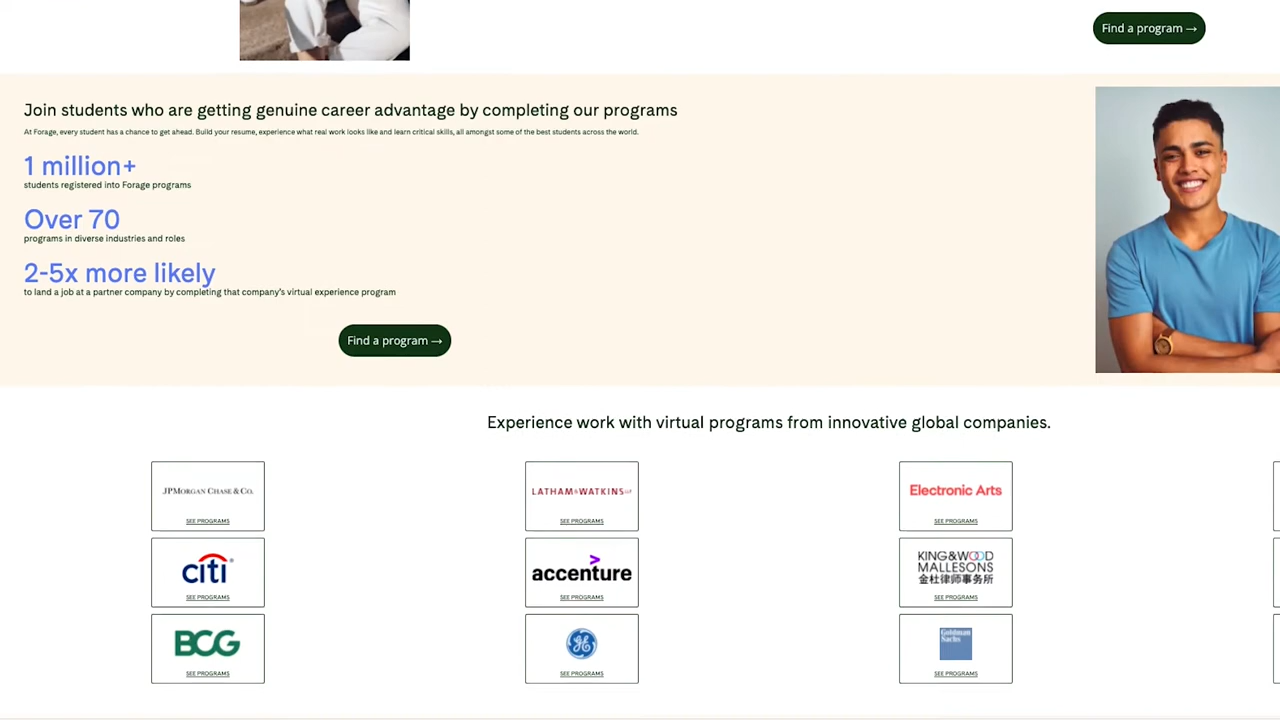 Find a program →
Join students who are getting genuine career advantage by completing our programs
At Forage, every student has a chance to get ahead. Build your resume, experience what real work looks like and learn critical skills, all amongst some of the best students across the world.
1 million+
students registered into Forage programs
Over 70
programs in diverse industries and roles
2-5x more likely
to land a job at a partner company by completing that company's virtual experience program
Find a program →
Experience work with virtual programs from innovative global companies.
JPMORGAN CHASE & CO.
SEE PROGRAMS
LATHAM & WATKINS LLP
SEE PROGRAMS
Electronic Arts
SEE PROGRAMS
citi
SEE PROGRAMS
accenture
SEE PROGRAMS
KING & WOOD
MALLESONS
金杜律师事务所
SEE PROGRAMS
BCG
SEE PROGRAMS
GE
SEE PROGRAMS
Goldman
Sachs
SEE PROGRAMS